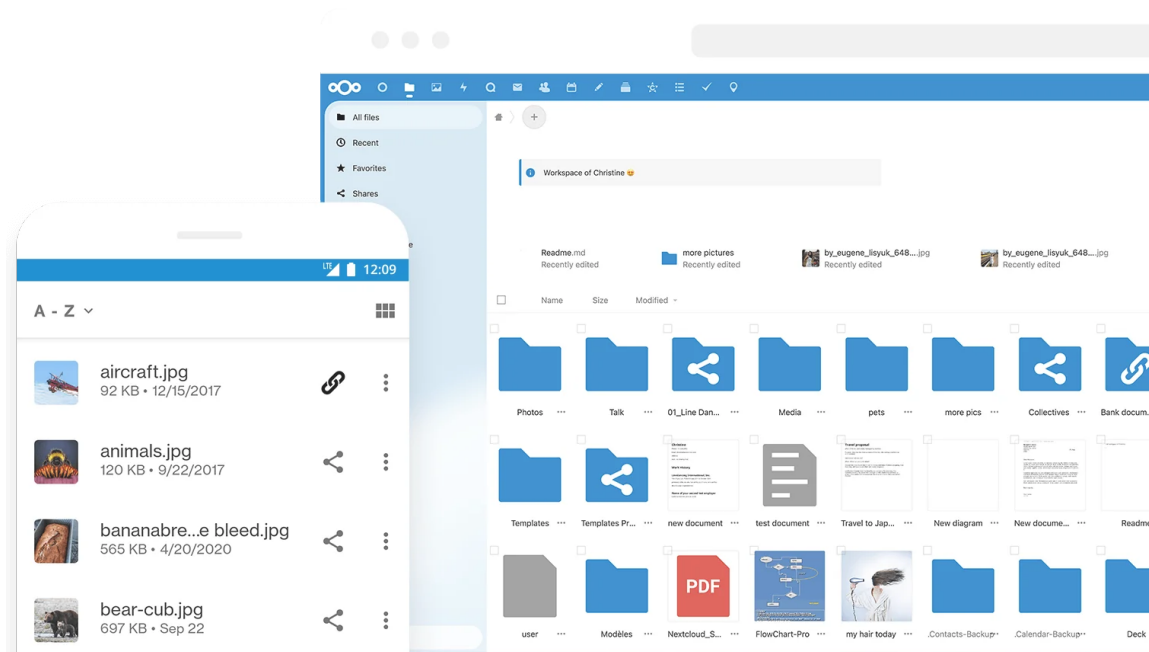 All files
Recent
Favorites
Shares
Workspace of Christine
Readme.md
Recently edited
more pictures
Recently edited
by_eugene_lisyuk_648....jpg
Recently edited
by_eugene_lisyuk_648....jpg
Recently edited
Name Size Modified
Photos ··· Talk ··· 01_Line Dan... ··· Media ··· pets ··· more pics ··· Collectives ··· Bank docum...
Templates ··· Templates Pr... ··· new document ··· test document ··· Travel to Jap... ··· New diagram ··· New docume... ··· Readme
Travel proposal
PDF
user ··· Modèles ··· Nextcloud_S... ··· FlowChart-Pro ··· my hair today ··· .Contacts-Backup ··· .Calendar-Backup ··· Deck
LTE 12:09
A - Z
aircraft.jpg
92 KB • 12/15/2017
animals.jpg
120 KB • 9/22/2017
bananabre...e bleed.jpg
565 KB • 4/20/2020
bear-cub.jpg
697 KB • Sep 22